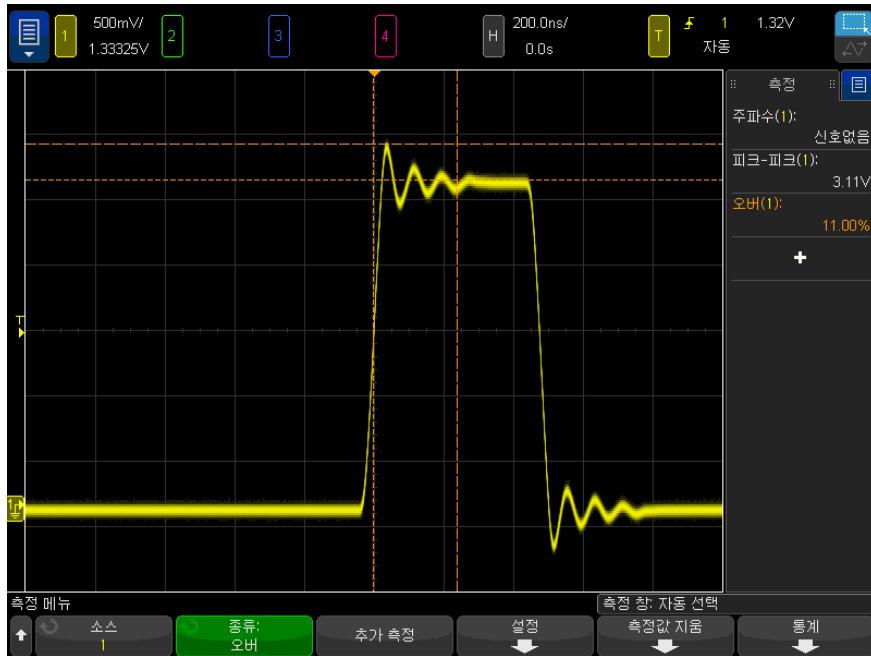 1
500mV/
1.33325V
2
3
4
H
200.0ns/
0.0s
T
1
1.32V
자동
측정
주파수(1):
신호없음
피크-피크(1):
3.11V
오버(1):
11.00%
T
1
측정 메뉴
측정 창: 자동 선택
소스
1
종류:
오버
추가 측정
설정
측정값 지움
통계